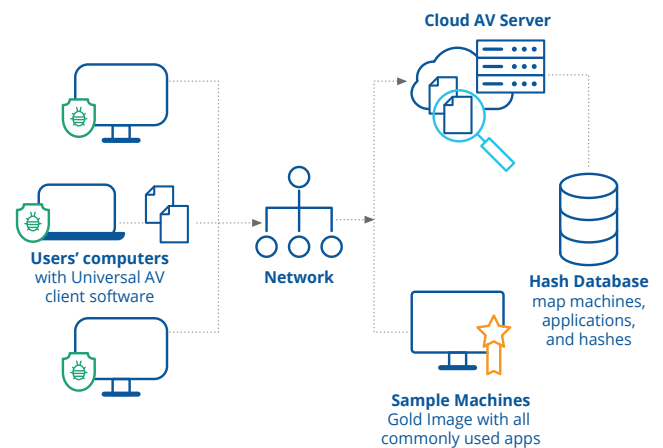 Cloud AV Server
Users’ computers
with Universal AV
client software
Network
Hash Database
map machines,
applications,
and hashes
Sample Machines
Gold Image with all
commonly used apps